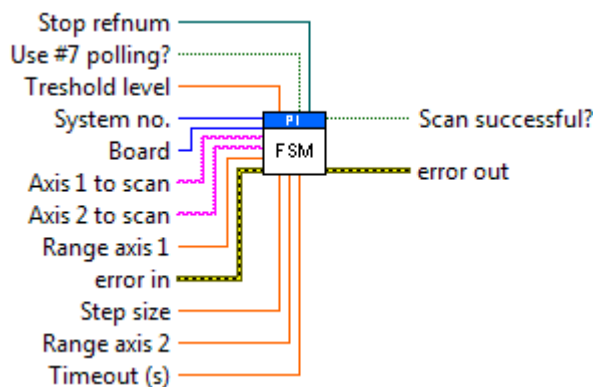 Stop refnum
Use #7 polling?
Treshold level
System no.
Board
Axis 1 to scan
Axis 2 to scan
Range axis 1
error in
Step size
Range axis 2
Timeout (s)
PI
FSM
Scan successful?
error out